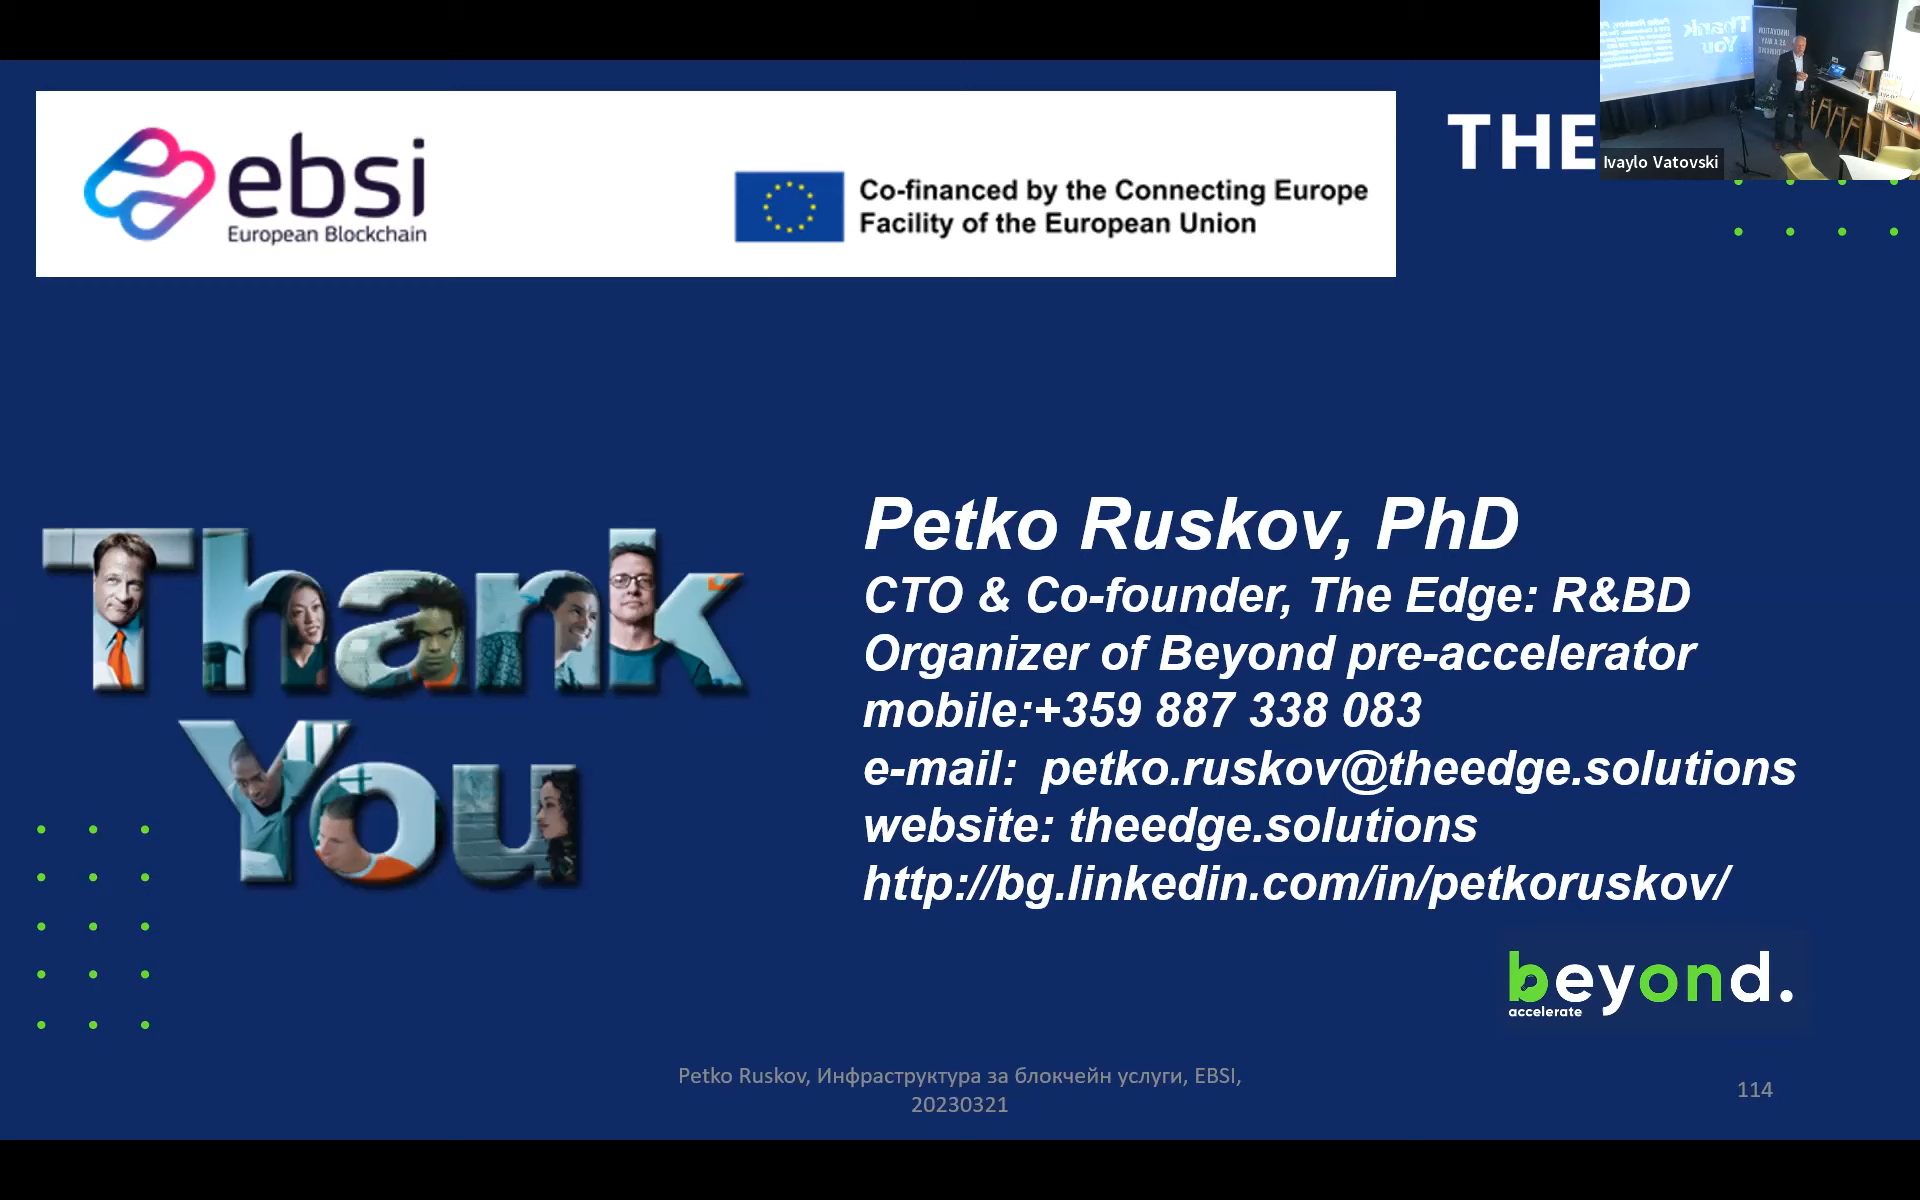 ebsi
European Blockchain
Co-financed by the Connecting Europe
Facility of the European Union
THE
Ivaylo Vatovski
Thank
You
Petko Ruskov, PhD
CTO & Co-founder, The Edge: R&BD
Organizer of Beyond pre-accelerator
mobile:+359 887 338 083
e-mail: petko.ruskov@theedge.solutions
website: theedge.solutions
http://bg.linkedin.com/in/petkoruskov/
beyond.
accelerate
Petko Ruskov, Инфраструктура за блокчейн услуги, EBSI,
20230321
114